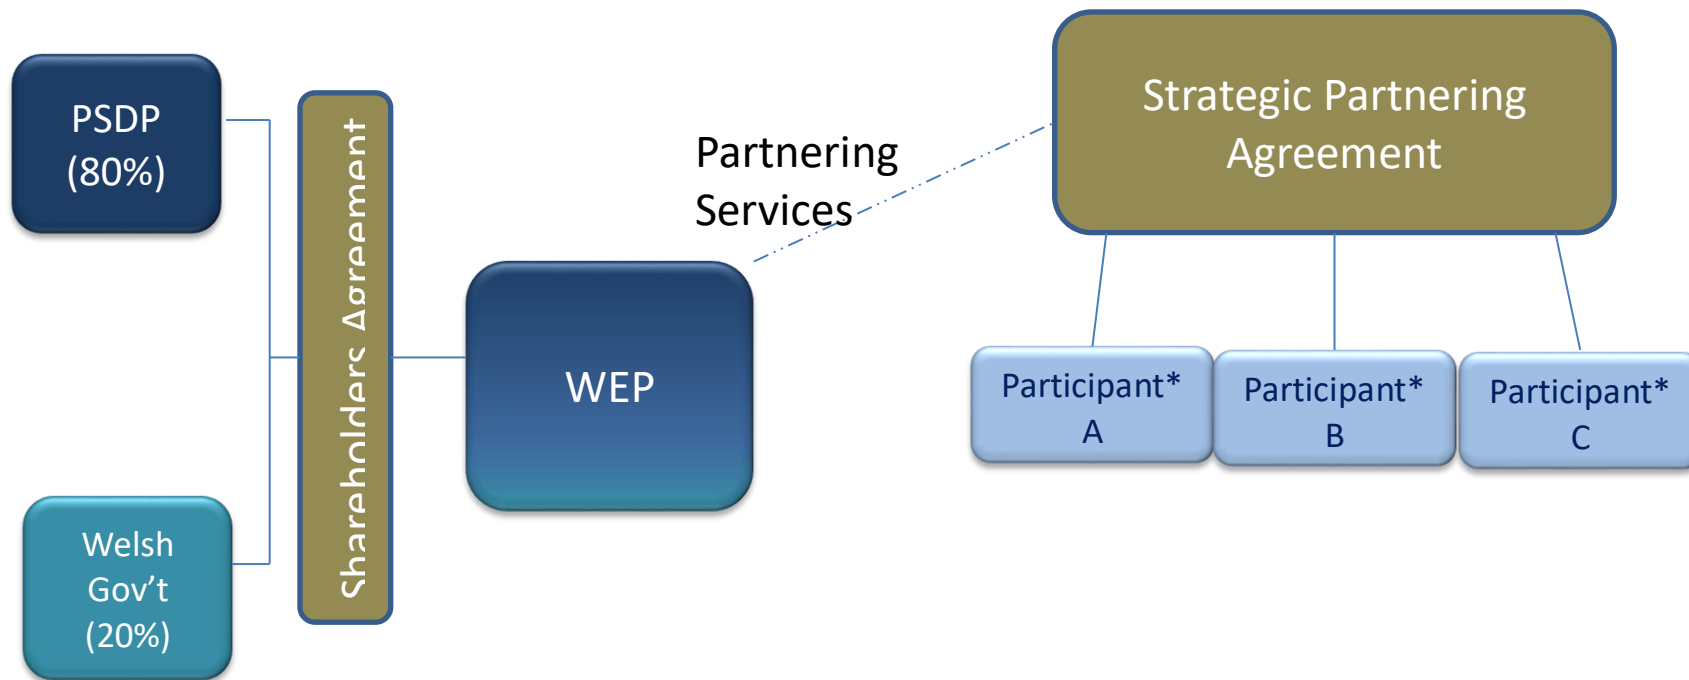 PSDP
(80%)
Shareholders Agreement
Welsh
Gov’t
(20%)
WEP
Partnering
Services
Strategic Partnering
Agreement
Participant*
A
Participant*
B
Participant*
C